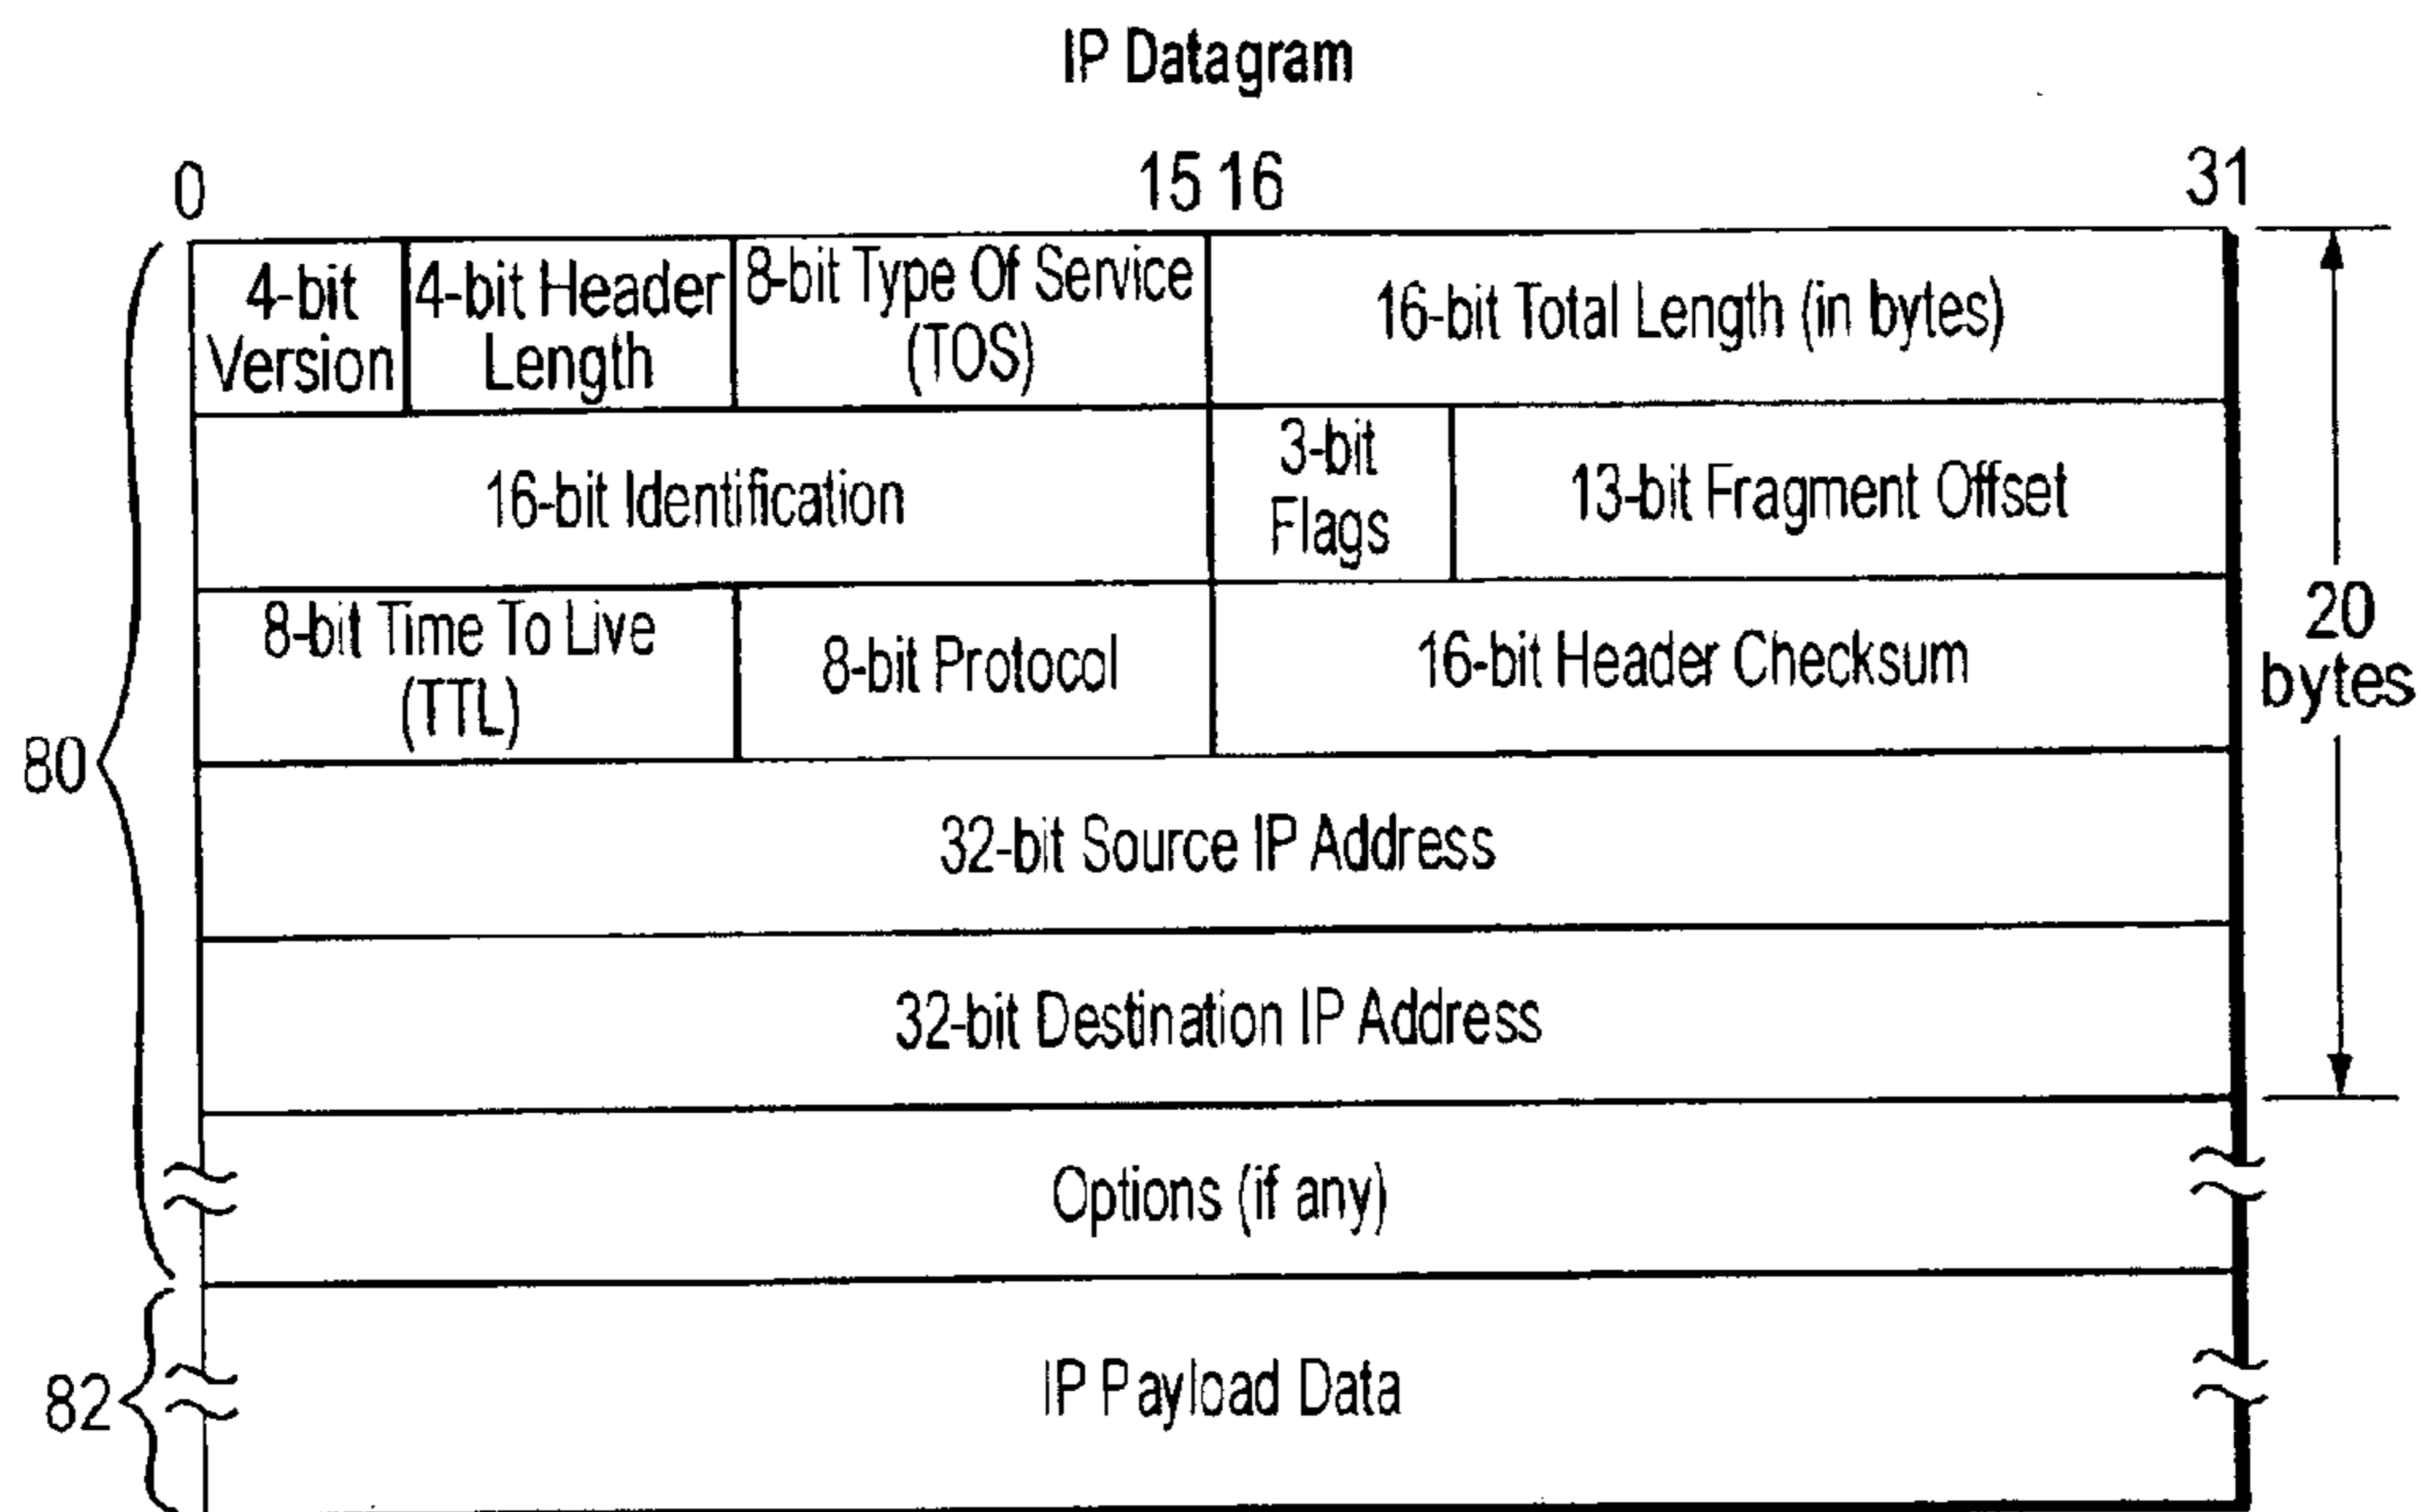 IP Datagram
0 15 16 31
4-bit Version
4-bit Header Length
8-bit Type Of Service (TOS)
16-bit Total Length (in bytes)
16-bit Identification
3-bit Flags
13-bit Fragment Offset
8-bit Time To Live (TTL)
8-bit Protocol
16-bit Header Checksum
20 bytes
80
32-bit Source IP Address
32-bit Destination IP Address
Options (if any)
IP Payload Data
82